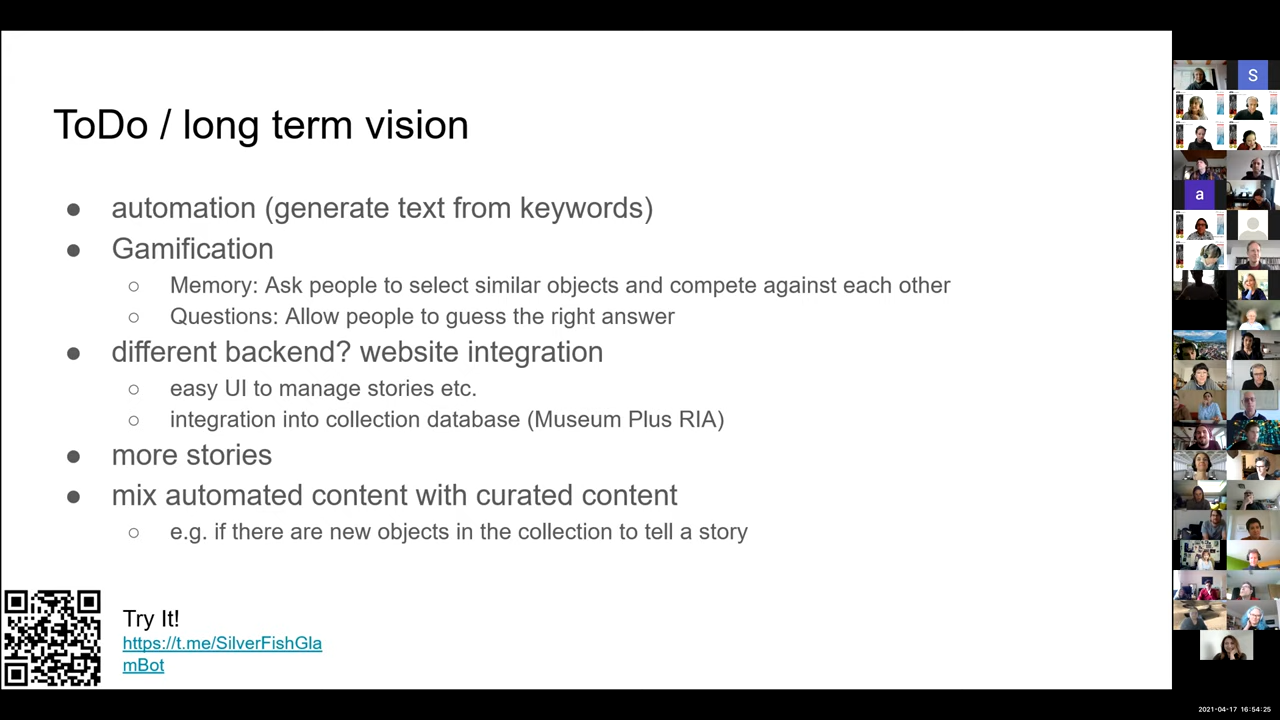 ToDo / long term vision
● automation (generate text from keywords)
● Gamification
○ Memory: Ask people to select similar objects and compete against each other
○ Questions: Allow people to guess the right answer
● different backend? website integration
○ easy UI to manage stories etc.
○ integration into collection database (Museum Plus RIA)
● more stories
● mix automated content with curated content
○ e.g. if there are new objects in the collection to tell a story
Try It!
https://t.me/SilverFishGla
mBot
S
a
2021-04-17 16:54:25